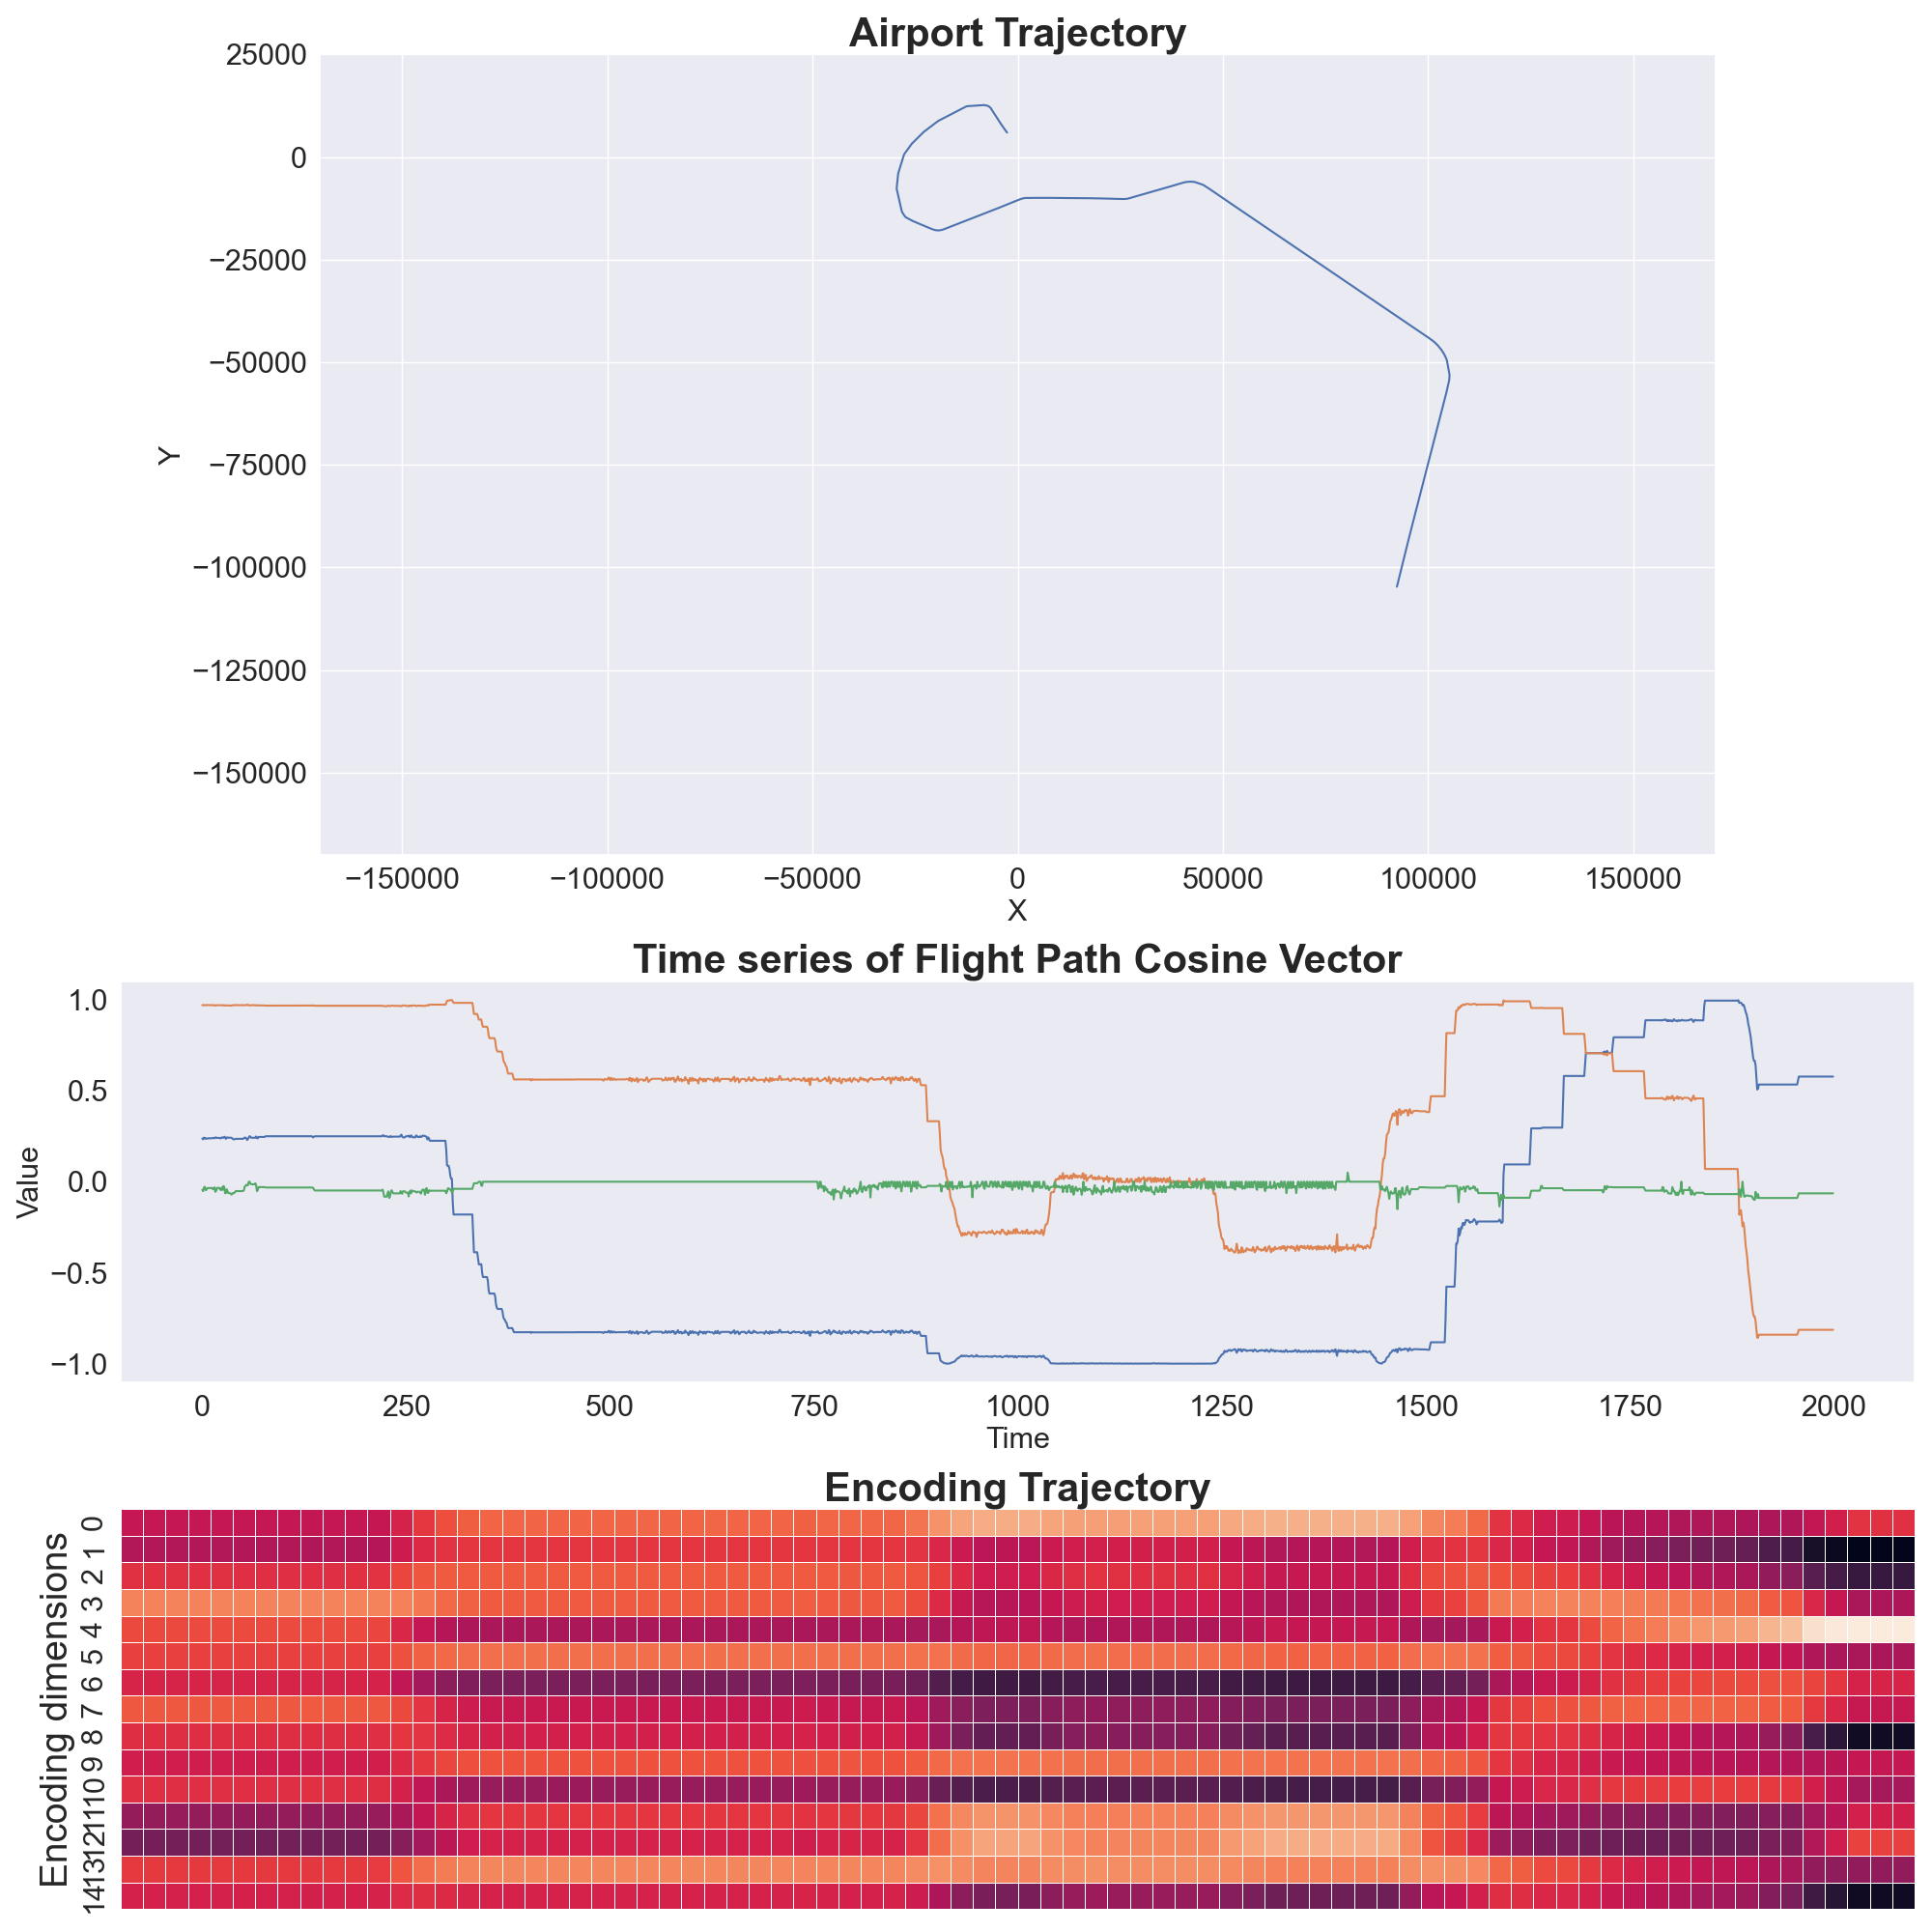 Airport Trajectory
25000
0
−25000
−50000
−75000
−100000
−125000
−150000
Y
−150000 −100000 −50000 0 50000 100000 150000
X
Time series of Flight Path Cosine Vector
1.0
0.5
0.0
−0.5
−1.0
Value
0 250 500 750 1000 1250 1500 1750 2000
Time
Encoding Trajectory
Encoding dimensions
0
1
2
3
4
5
6
7
8
9
10
11
12
13
14